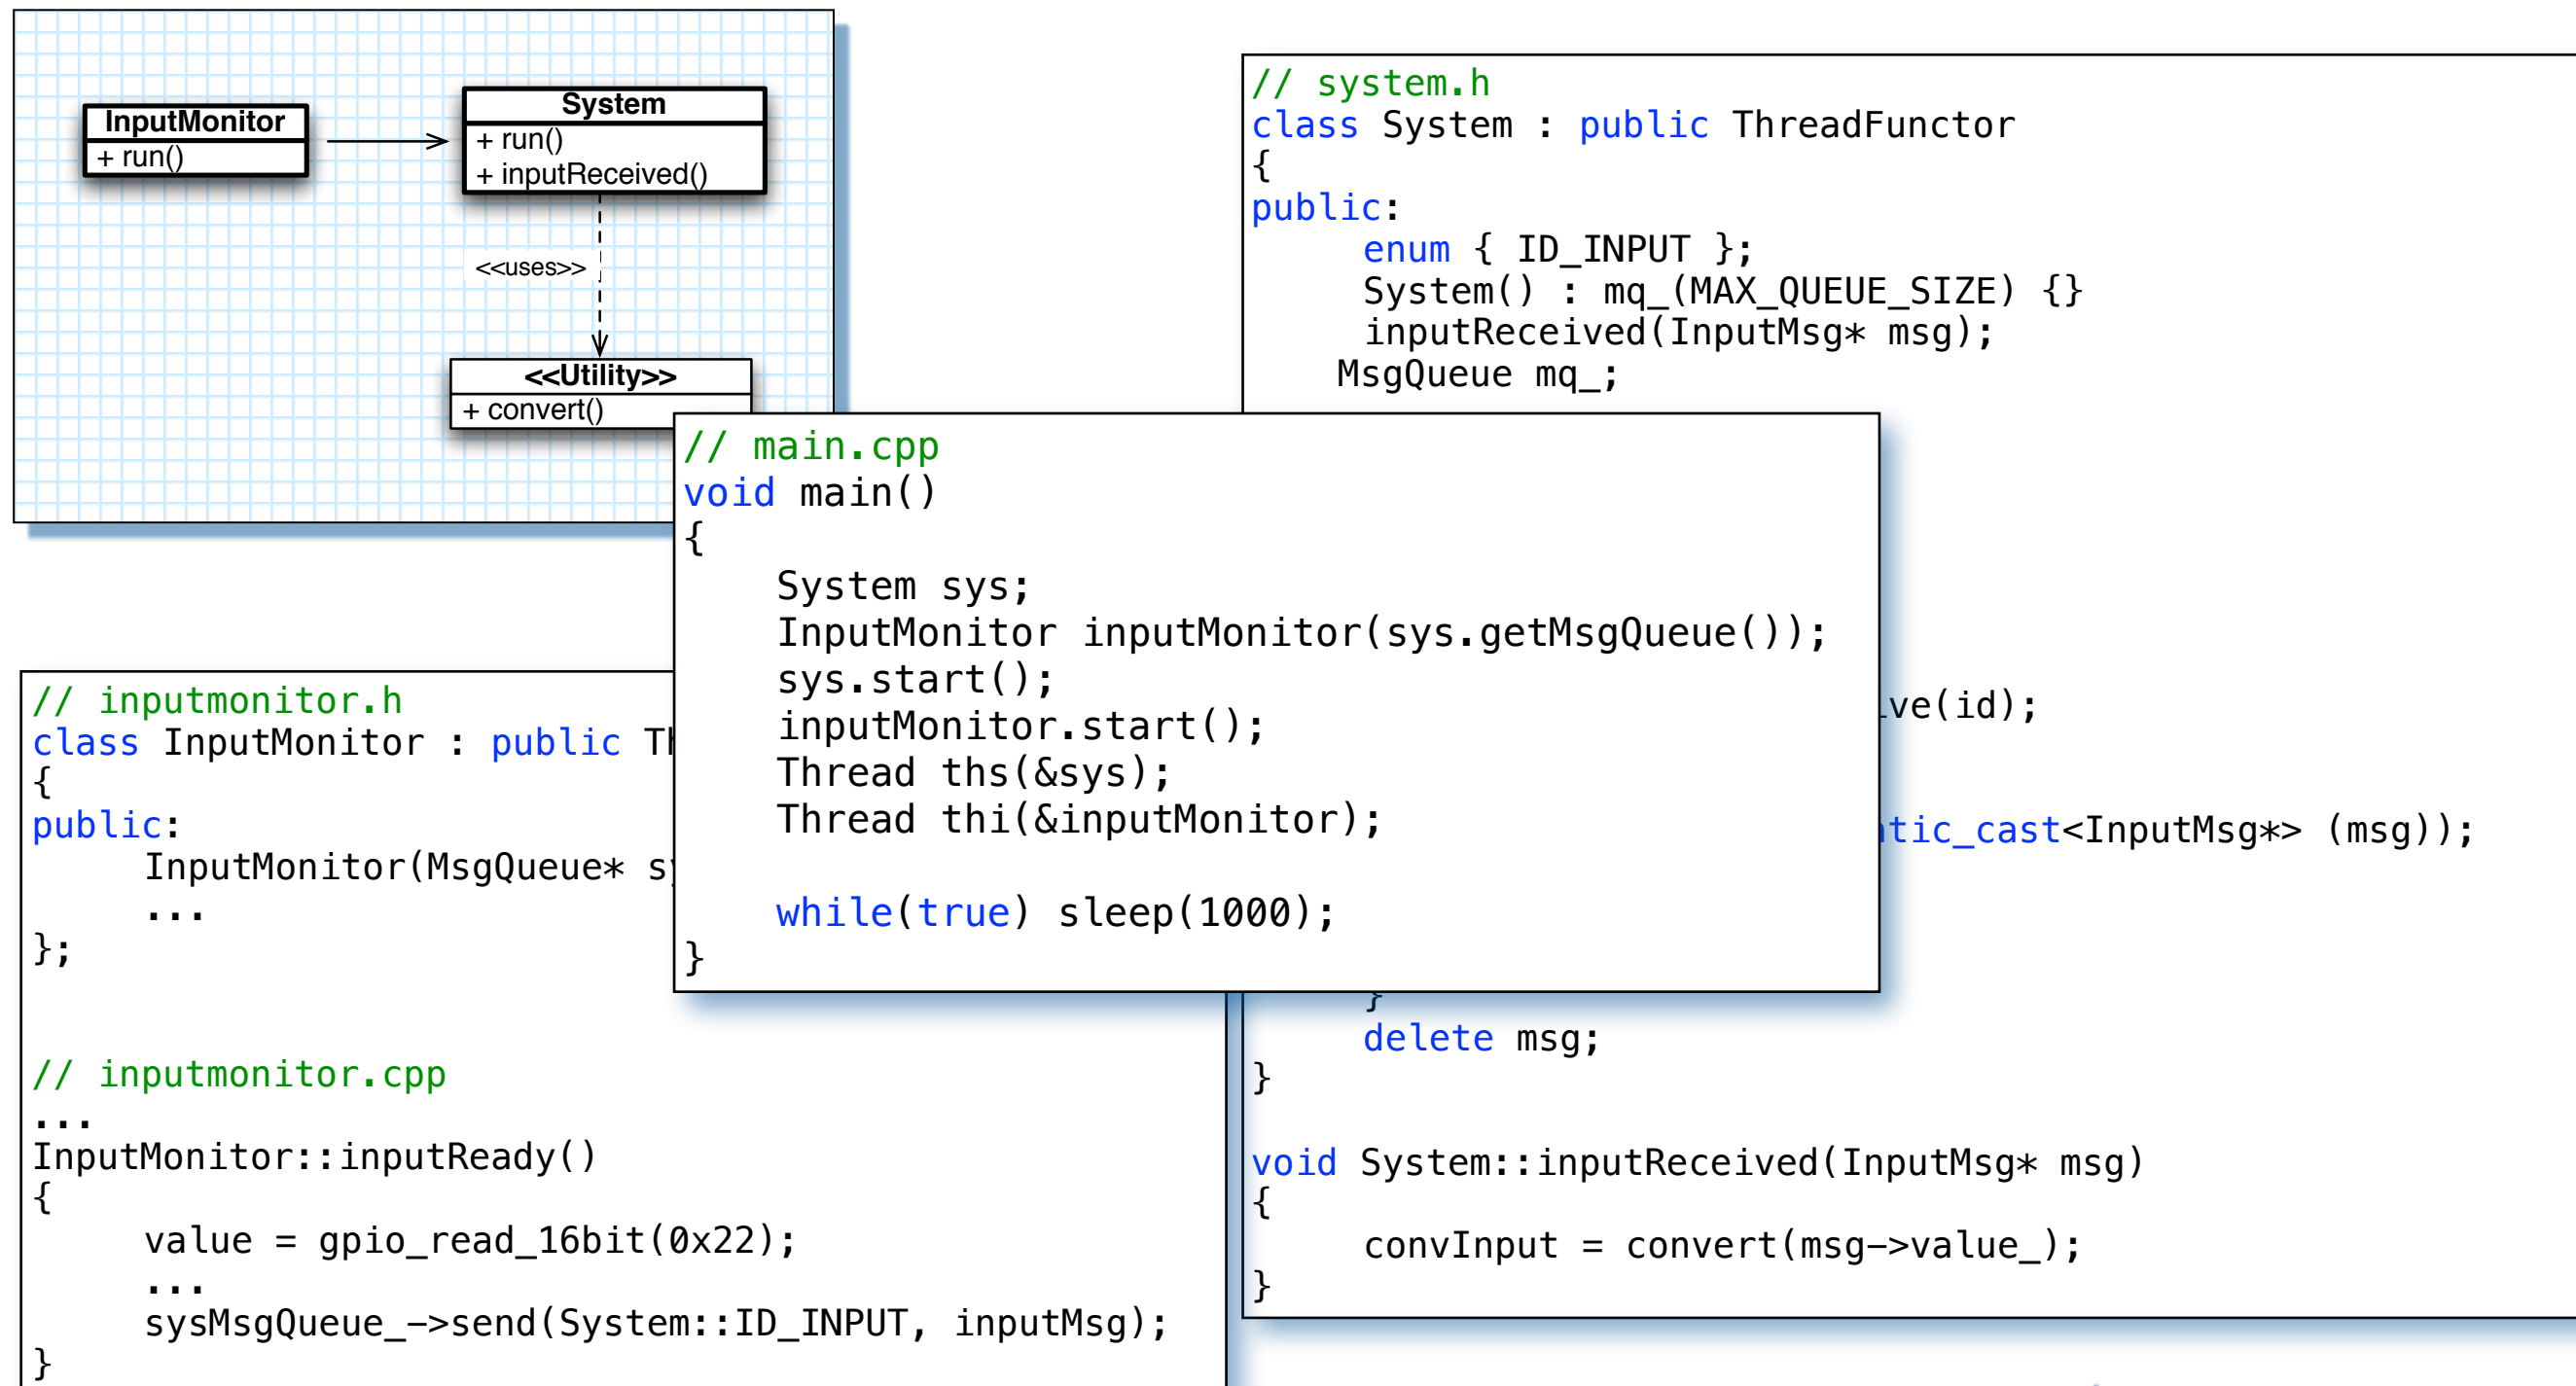 InputMonitor
+ run()
System
+ run()
+ inputReceived()
<<uses>>
<<Utility>>
+ convert()
// system.h
class System : public ThreadFunctor
{
public:
enum { ID_INPUT };
System() : mq_(MAX_QUEUE_SIZE) {}
inputReceived(InputMsg* msg);
MsgQueue mq_;
// main.cpp
void main()
{
System sys;
InputMonitor inputMonitor(sys.getMsgQueue());
sys.start();
inputMonitor.start();
Thread ths(&sys);
Thread thi(&inputMonitor);
while(true) sleep(1000);
}
// inputmonitor.h
class InputMonitor : public
{
public:
InputMonitor(MsgQueue*
...
};
// inputmonitor.cpp
...
InputMonitor::inputReady()
{
value = gpio_read_16bit(0x22);
...
sysMsgQueue_->send(System::ID_INPUT, inputMsg);
}
(id);
<InputMsg*> (msg));
}
delete msg;
}
void System::inputReceived(InputMsg* msg)
{
convInput = convert(msg->value_);
}